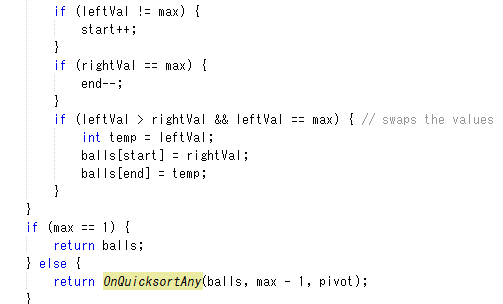 if (leftVal != max) {
start++;
}
if (rightVal == max) {
end--;
}
if (leftVal > rightVal && leftVal == max) { // swaps the values
int temp = leftVal;
balls[start] = rightVal;
balls[end] = temp;
}
}
if (max == 1) {
return balls;
} else {
return OnQuicksortAny(balls, max - 1, pivot);
}